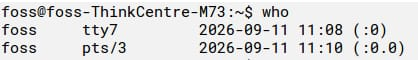 foss@foss-ThinkCentre-M73:~$ who
foss     tty7         2026-09-11 11:08 (:0)
foss     pts/3        2026-09-11 11:10 (:0.0)